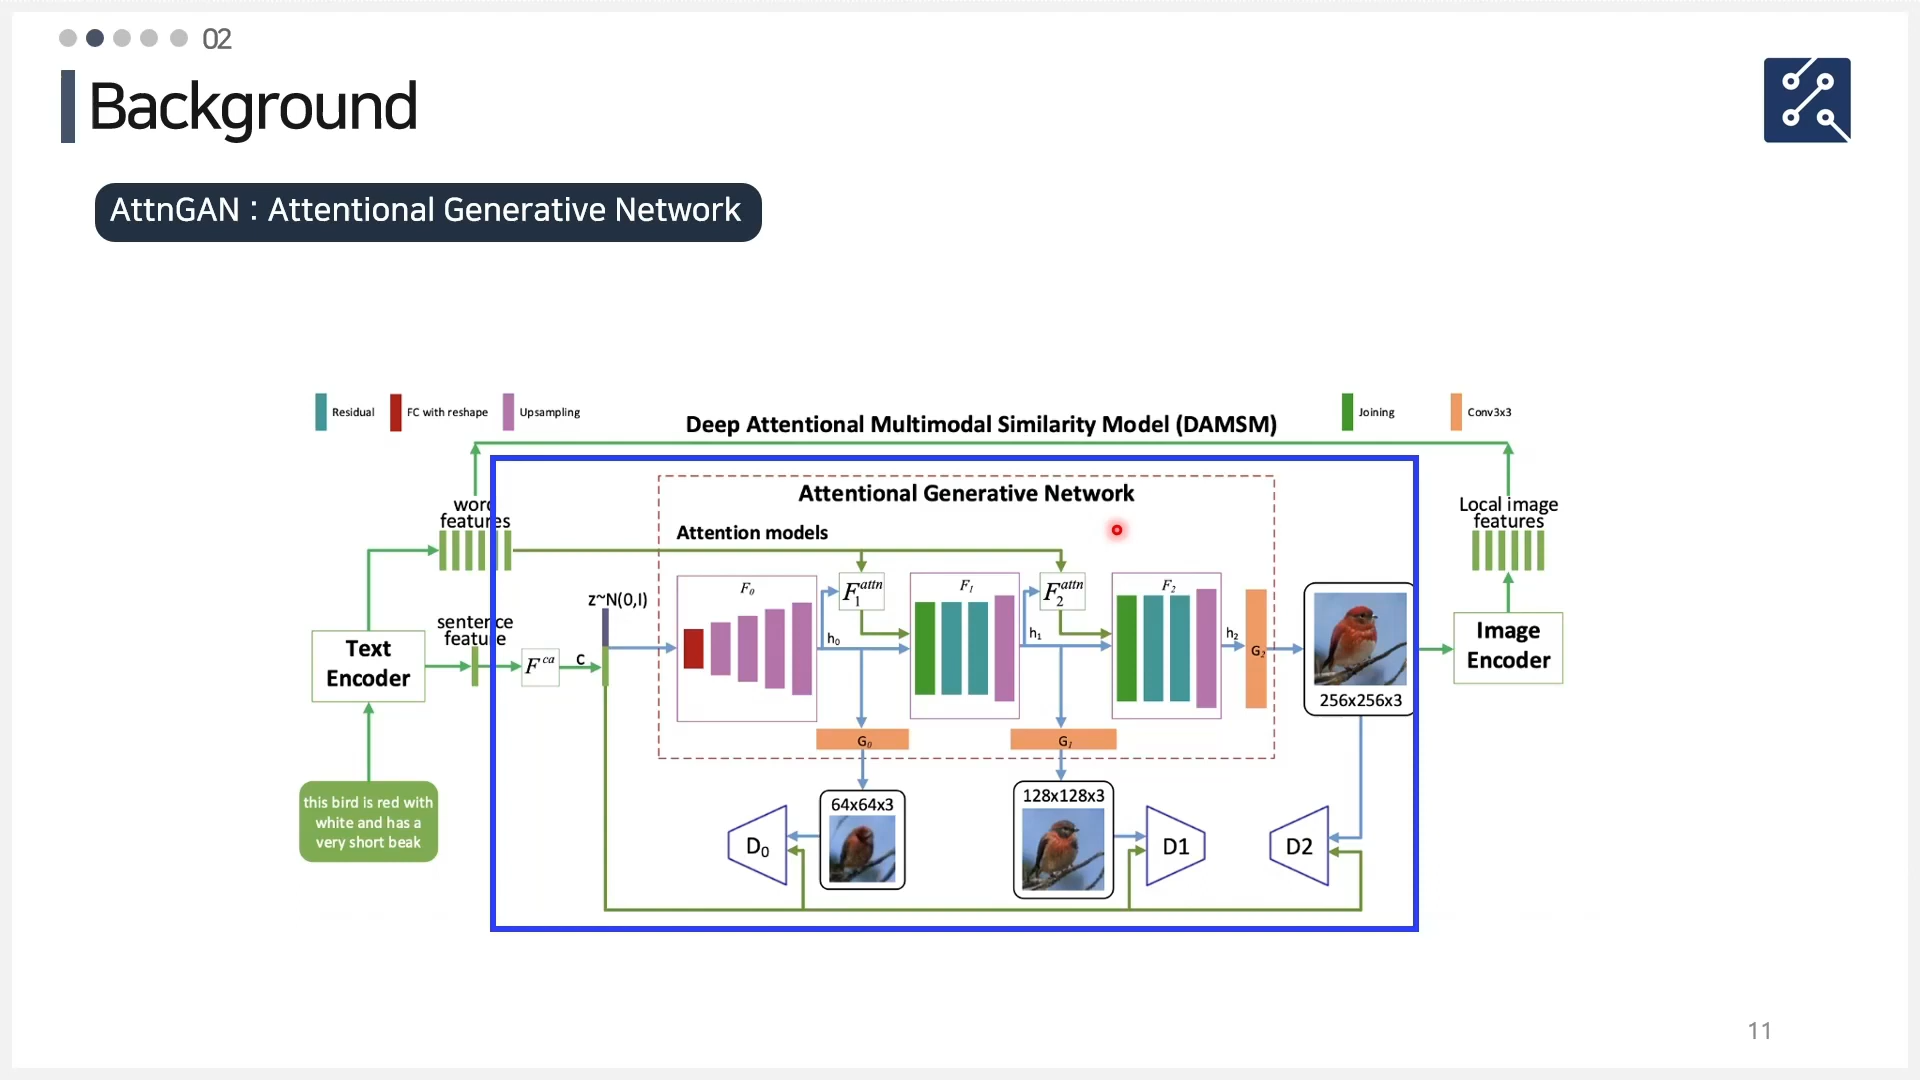 02
Background
AttnGAN : Attentional Generative Network
Residual
FC with reshape
Upsampling
Deep Attentional Multimodal Similarity Model (DAMSM)
Joining
Conv3x3
Attentional Generative Network
Attention models
word
features
Local image
features
z~N(0,I)
F0
F1attn
F1
F2attn
F2
sentence
feature
Text
Encoder
Fca
c
h0
h1
h2
G2
256x256x3
Image
Encoder
G0
G1
this bird is red with
white and has a
very short beak
64x64x3
128x128x3
D0
D1
D2
11